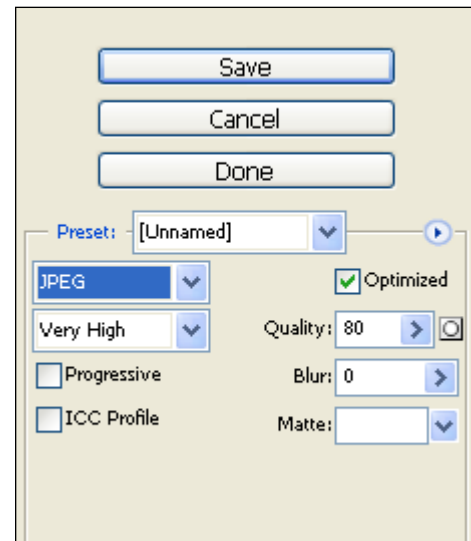 Save
Cancel
Done
Preset: [Unnamed]
JPEG Optimized
Very High Quality: 80
Progressive Blur: 0
ICC Profile Matte: